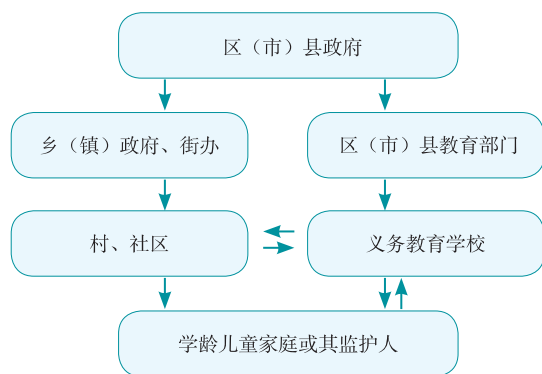 区（市）县政府
乡（镇）政府、街办
区（市）县教育部门
村、社区
义务教育学校
学龄儿童家庭或其监护人